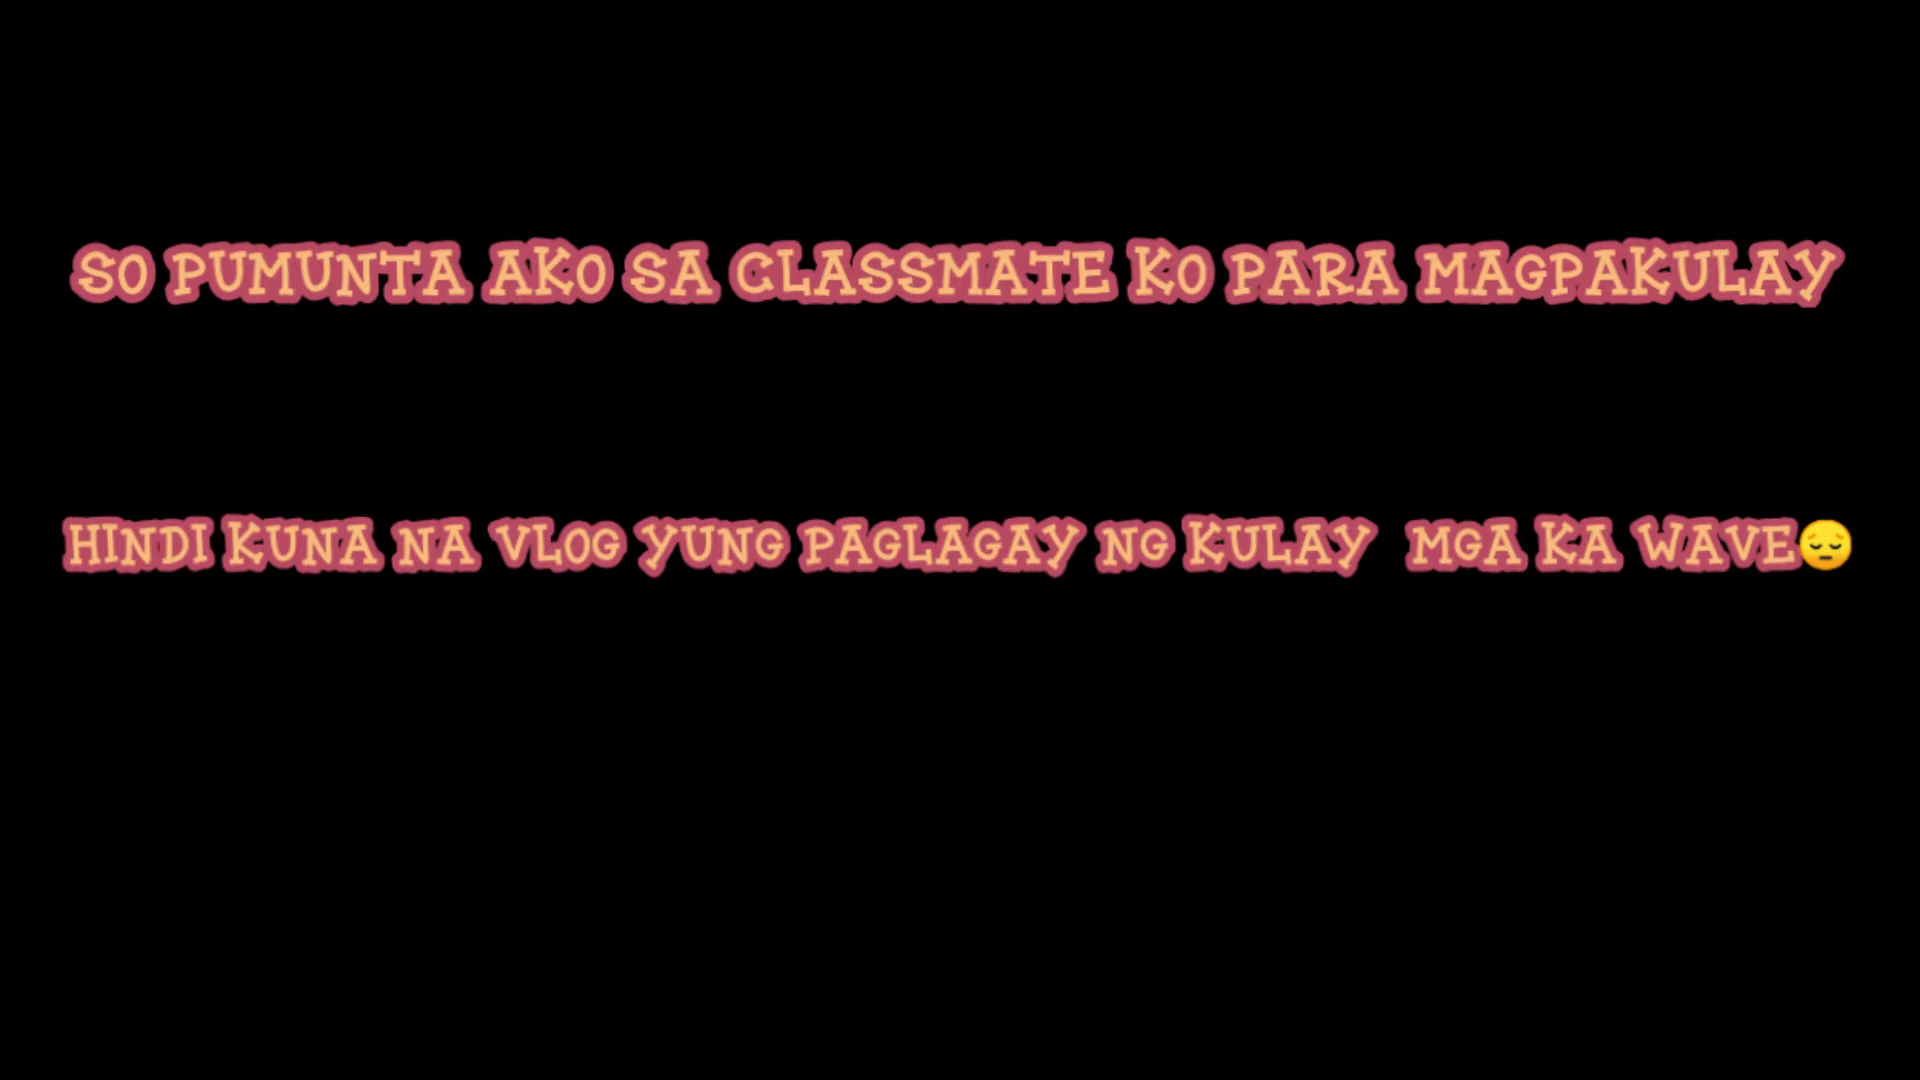 SO PUMUNTA AKO SA CLASSMATE KO PARA MAGPAKULAY
HINDI KUNA NA VLOG YUNG PAGLAGAY NG KULAY MGA KA WAVE😔